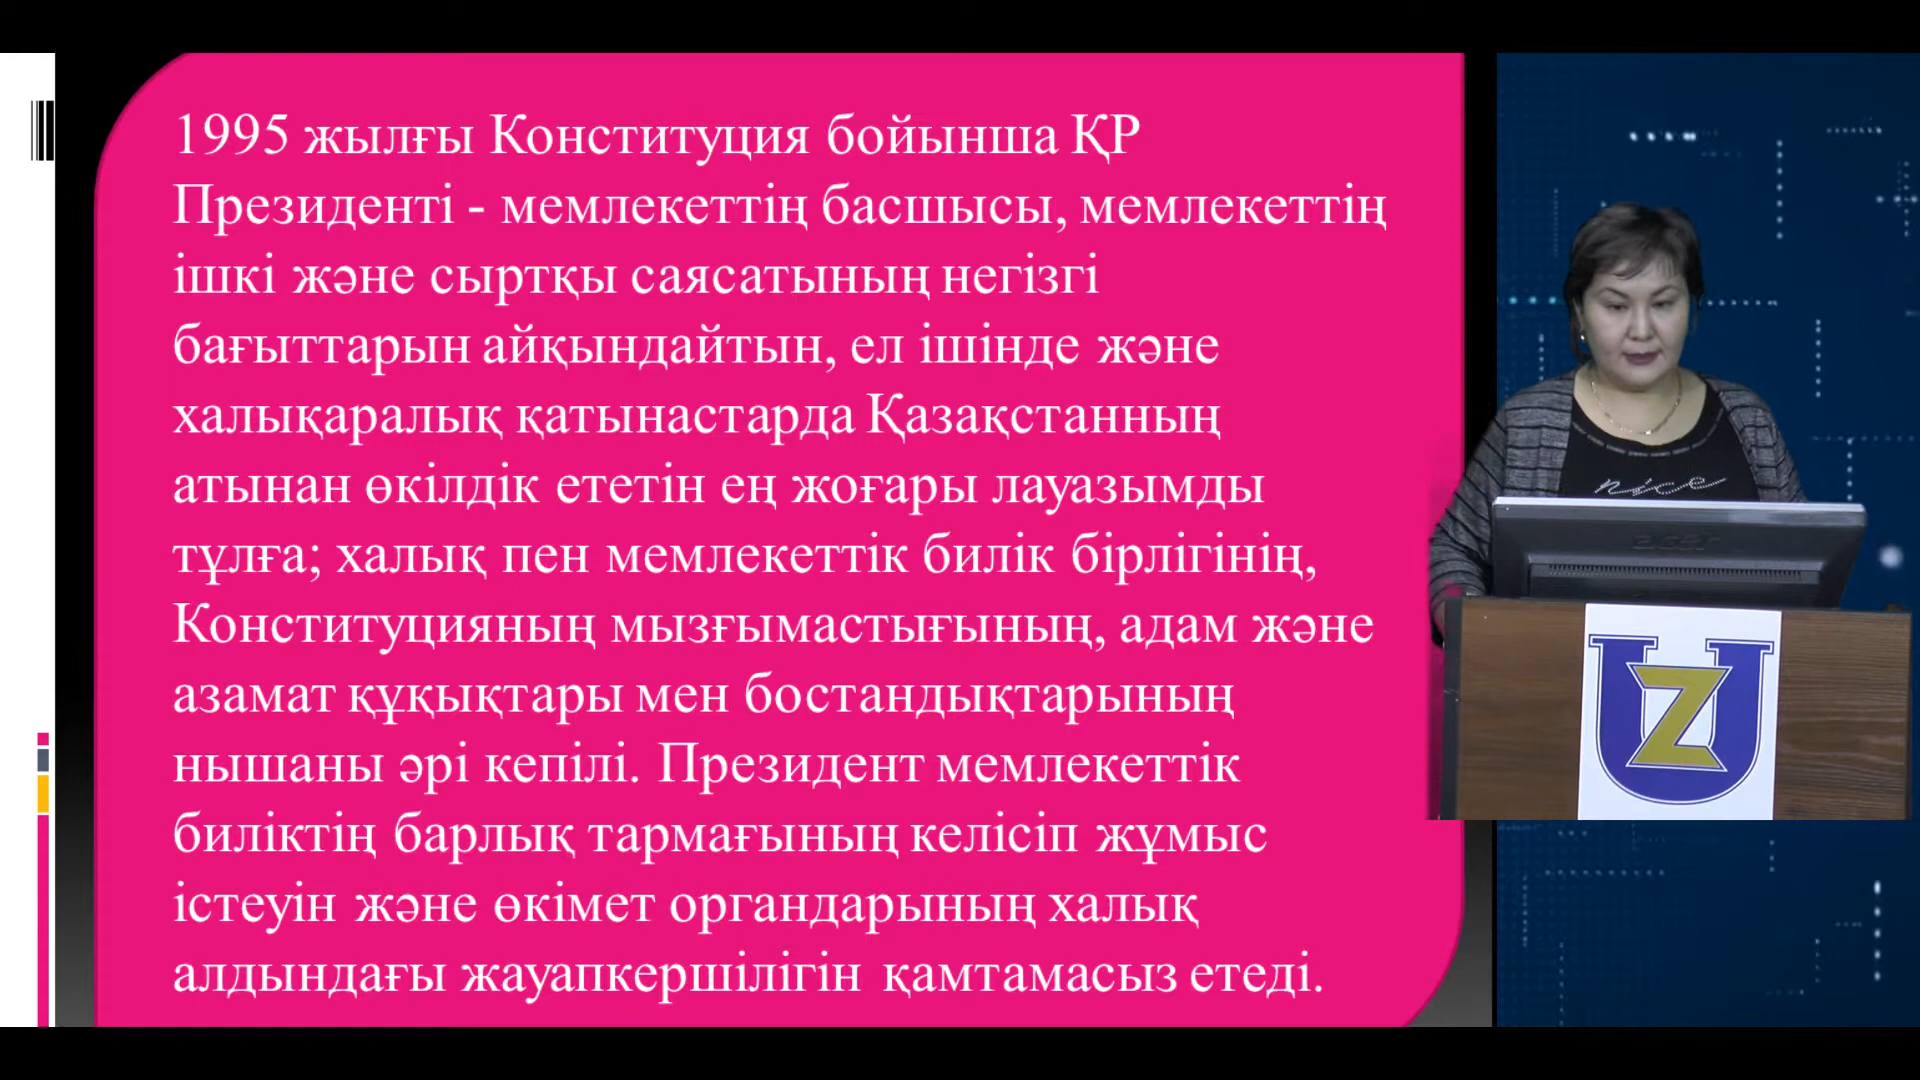 1995 жылғы Конституция бойынша ҚР
Президенті - мемлекеттің басшысы, мемлекеттің
ішкі және сыртқы саясатының негізгі
бағыттарын айқындайтын, ел ішінде және
халықаралық қатынастарда Қазақстанның
атынан өкілдік ететін ең жоғары лауазымды
тұлға; халық пен мемлекеттік билік бірлігінің,
Конституцияның мызғымастығының, адам және
азамат құқықтары мен бостандықтарының
нышаны әрі кепілі. Президент мемлекеттік
биліктің барлық тармағының келісіп жұмыс
істеуін және өкімет органдарының халық
алдындағы жауапкершілігін қамтамасыз етеді.
nice
acer
UZ